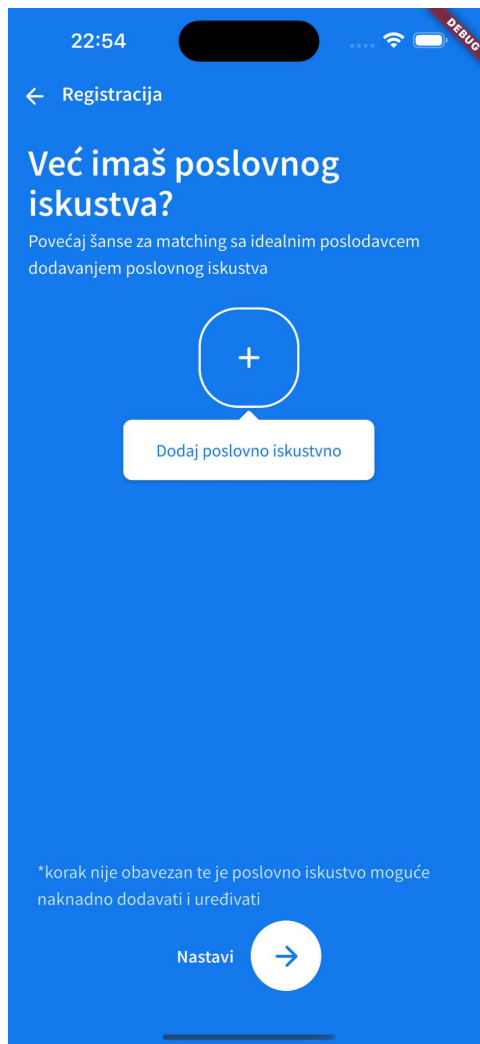 22:54
DEBUG
Registracija
Već imaš poslovnog
iskustva?
Povećaj šanse za matching sa idealnim poslodavcem
dodavanjem poslovnog iskustva
Dodaj poslovno iskustvno
*korak nije obavezan te je poslovno iskustvo moguće
naknadno dodavati i uređivati
Nastavi